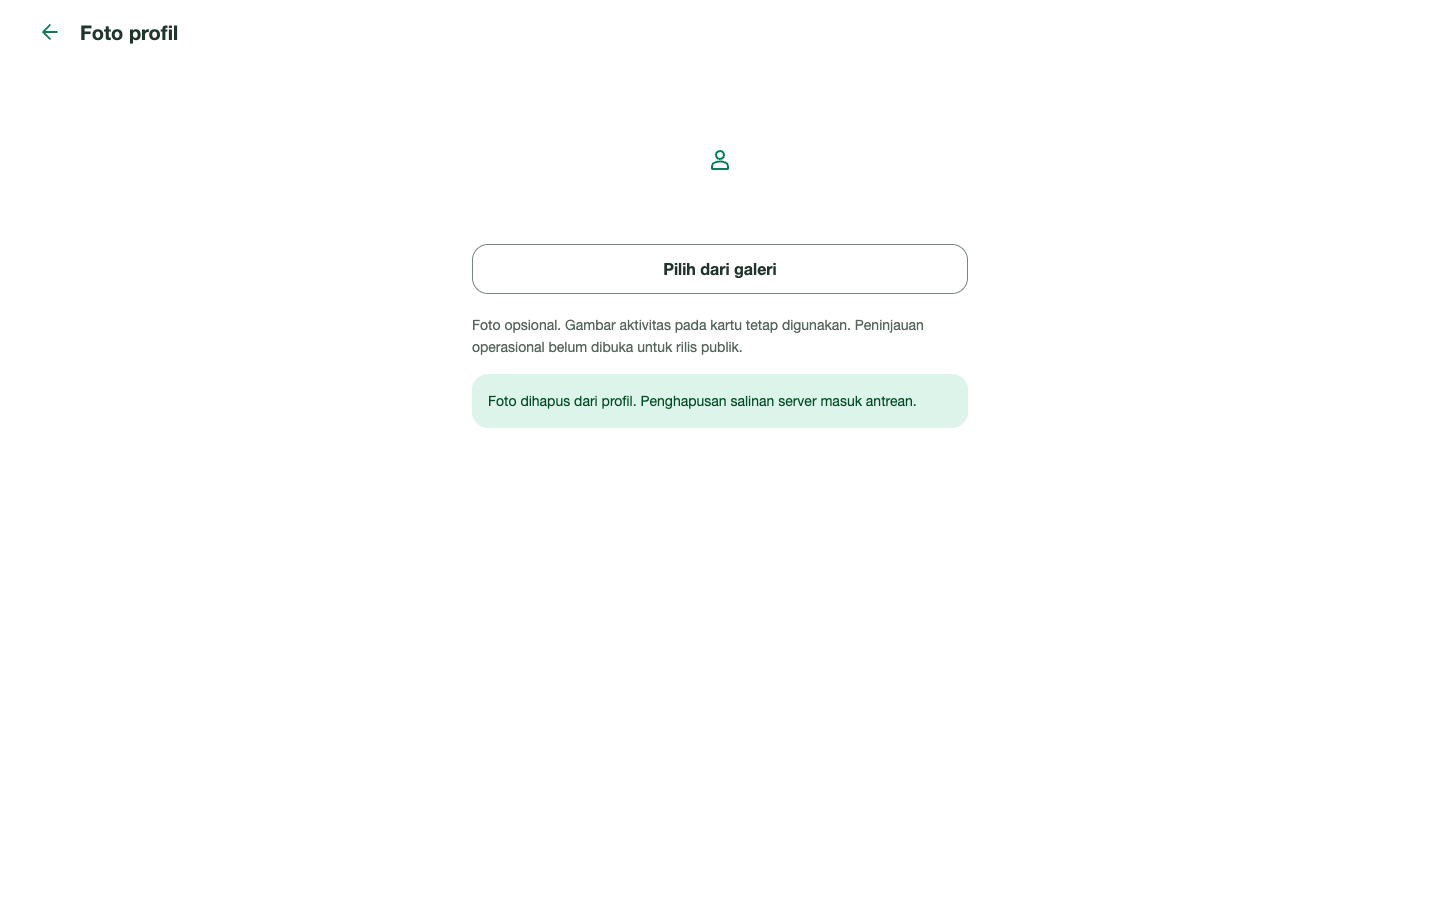 Foto profil
Pilih dari galeri
Foto opsional. Gambar aktivitas pada kartu tetap digunakan. Peninjauan
operasional belum dibuka untuk rilis publik.
Foto dihapus dari profil. Penghapusan salinan server masuk antrean.